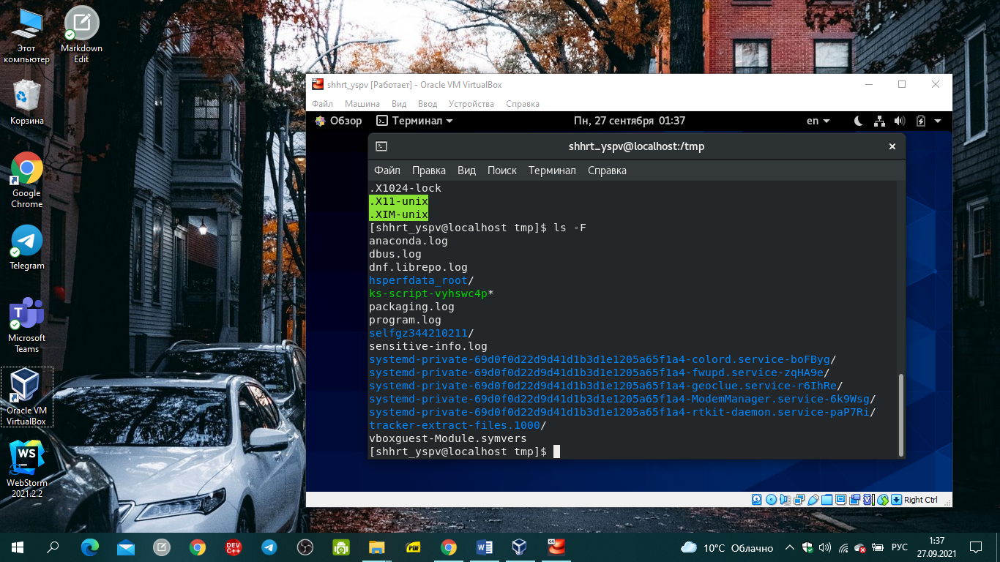 Этот
компьютер
Markdown
Edit
Корзина
Google
Chrome
Telegram
Microsoft
Teams
Oracle VM
VirtualBox
WS
WebStorm
2021.2.2
shhrt_yspv [Работает] - Oracle VM VirtualBox
Файл Машина Вид Ввод Устройства Справка
Обзор Терминал Пн, 27 сентября 01:37 en
shhrt_yspv@localhost:/tmp
Файл Правка Вид Поиск Терминал Справка
.X1024-lock
.X11-unix
.XIM-unix
[shhrt_yspv@localhost tmp]$ ls -F
anaconda.log
dbus.log
dnf.librepo.log
hsperfdata_root/
ks-script-vyhswc4p*
packaging.log
program.log
selfgz344210211/
sensitive-info.log
systemd-private-69d0f0d22d9d41d1b3d1e1205a65f1a4-colord.service-boFByg/
systemd-private-69d0f0d22d9d41d1b3d1e1205a65f1a4-fwupd.service-zqHA9e/
systemd-private-69d0f0d22d9d41d1b3d1e1205a65f1a4-geoclue.service-r6IhRe/
systemd-private-69d0f0d22d9d41d1b3d1e1205a65f1a4-ModemManager.service-6k9Wsg/
systemd-private-69d0f0d22d9d41d1b3d1e1205a65f1a4-rtkit-daemon.service-paP7Ri/
tracker-extract-files.1000/
vboxguest-Module.symvers
[shhrt_yspv@localhost tmp]$
Right Ctrl
DEV C++
PDF
10°C Облачно
РУС
1:37
27.09.2021